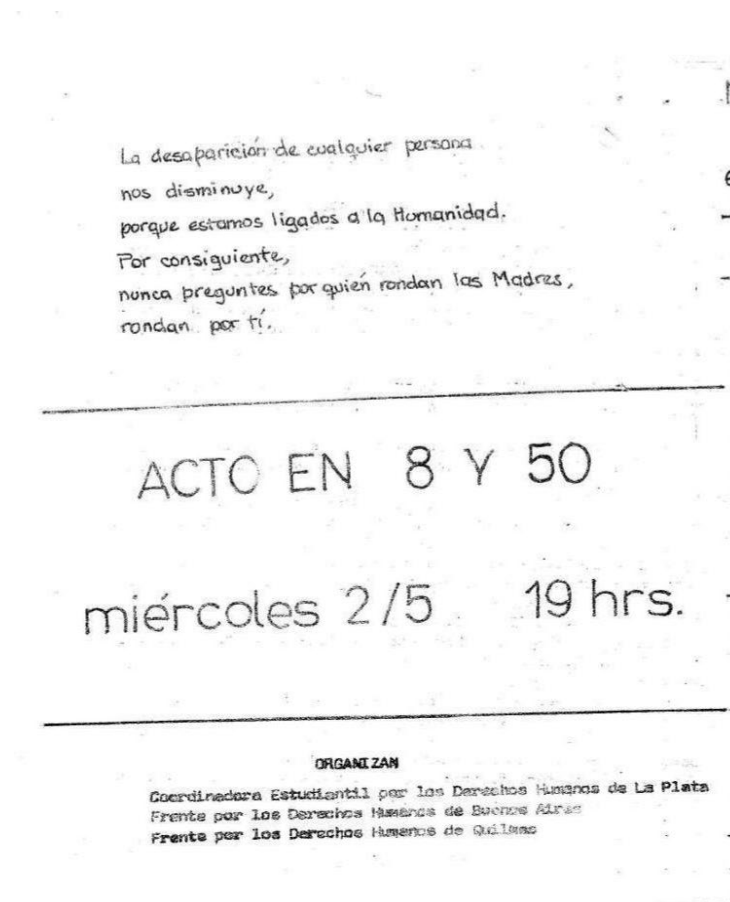 La desaparición de cualquier persona
nos disminuye,
porque estamos ligados a la Humanidad.
Por consiguiente,
nunca preguntes por quién rondan las Madres,
rondan por tí.
ACTO EN 8 Y 50
miércoles 2/5 19 hrs.
ORGANIZAN
Coordinadora Estudiantil por los Derechos Humanos de La Plata
Frente por los Derechos Humanos de Buenos Aires
Frente por los Derechos Humanos de Quilmes